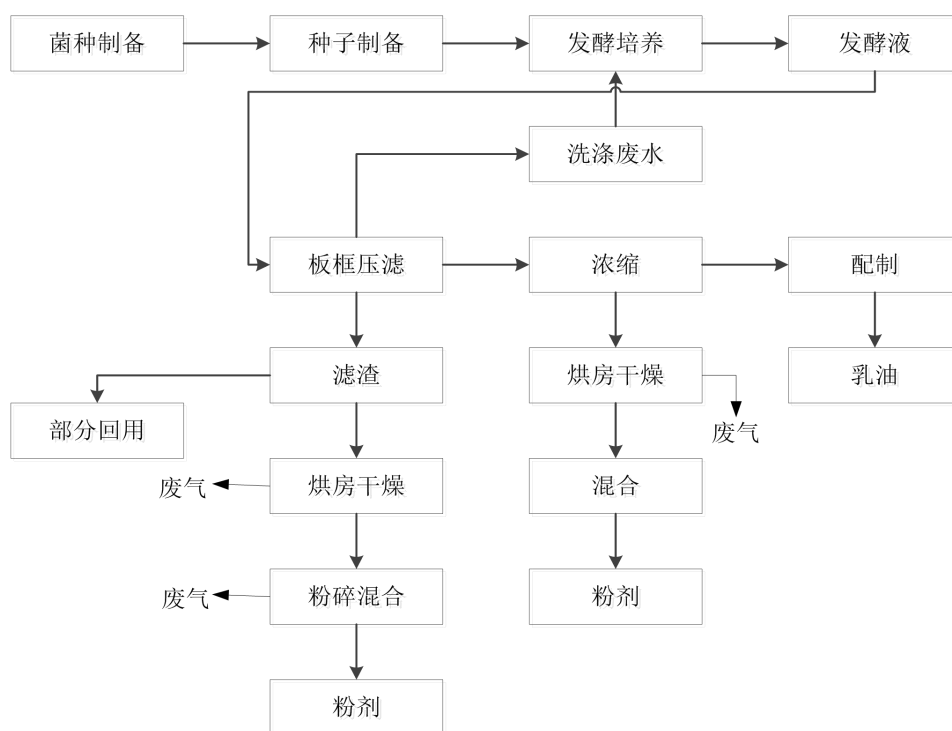 菌种制备
种子制备
发酵培养
发酵液
洗涤废水
板框压滤
浓缩
配制
滤渣
烘房干燥
乳油
部分回用
废气
废气
烘房干燥
混合
废气
粉碎混合
粉剂
粉剂